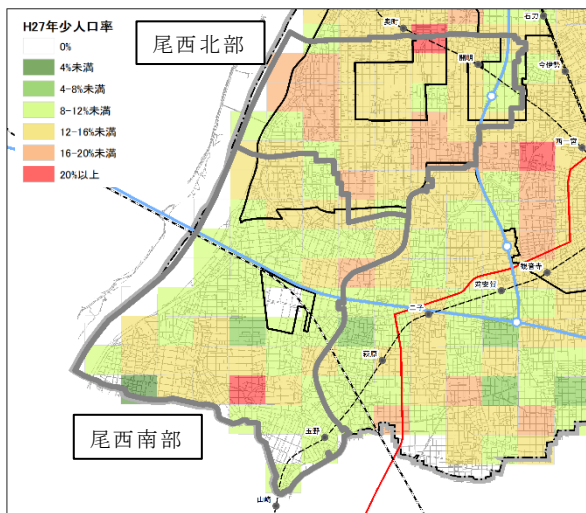 H27年少人口率
0%
4%未満
4-8%未満
8-12%未満
12-16%未満
16-20%未満
20%以上
尾西北部
奥町
石刀
開明
今伊勢
西一宮
観音寺
苅安賀
二子
萩原
尾西南部
玉野
山崎